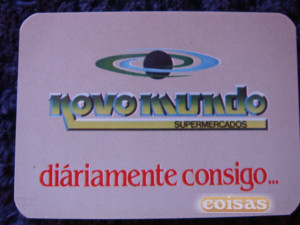 novo mundo
SUPERMERCADOS
diáriamente consigo...
coisas